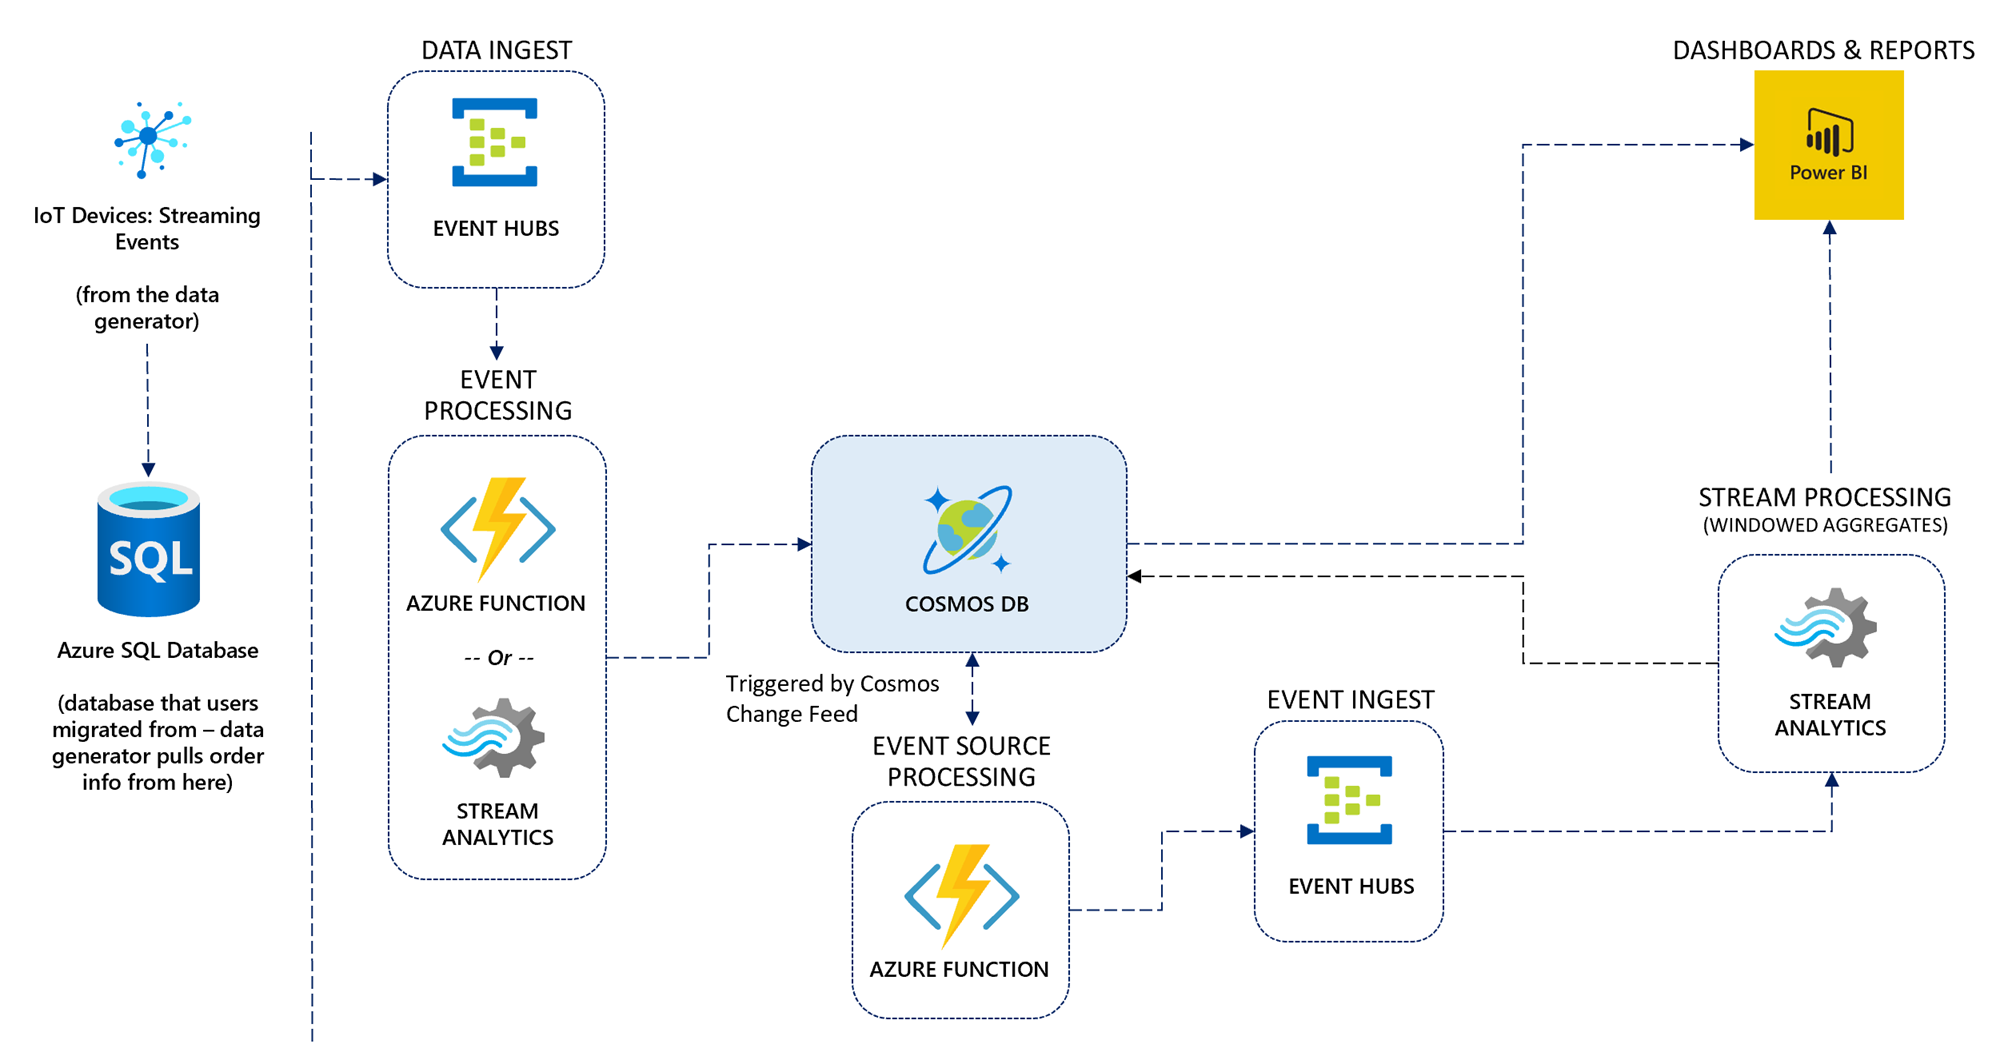 DATA INGEST
EVENT HUBS
IoT Devices: Streaming
Events
(from the data
generator)
SQL
Azure SQL Database
(database that users
migrated from – data
generator pulls order
info from here)
EVENT
PROCESSING
AZURE FUNCTION
-- Or --
STREAM
ANALYTICS
COSMOS DB
Triggered by Cosmos
Change Feed
EVENT SOURCE
PROCESSING
AZURE FUNCTION
EVENT INGEST
EVENT HUBS
DASHBOARDS & REPORTS
Power BI
STREAM PROCESSING
(WINDOWED AGGREGATES)
STREAM
ANALYTICS